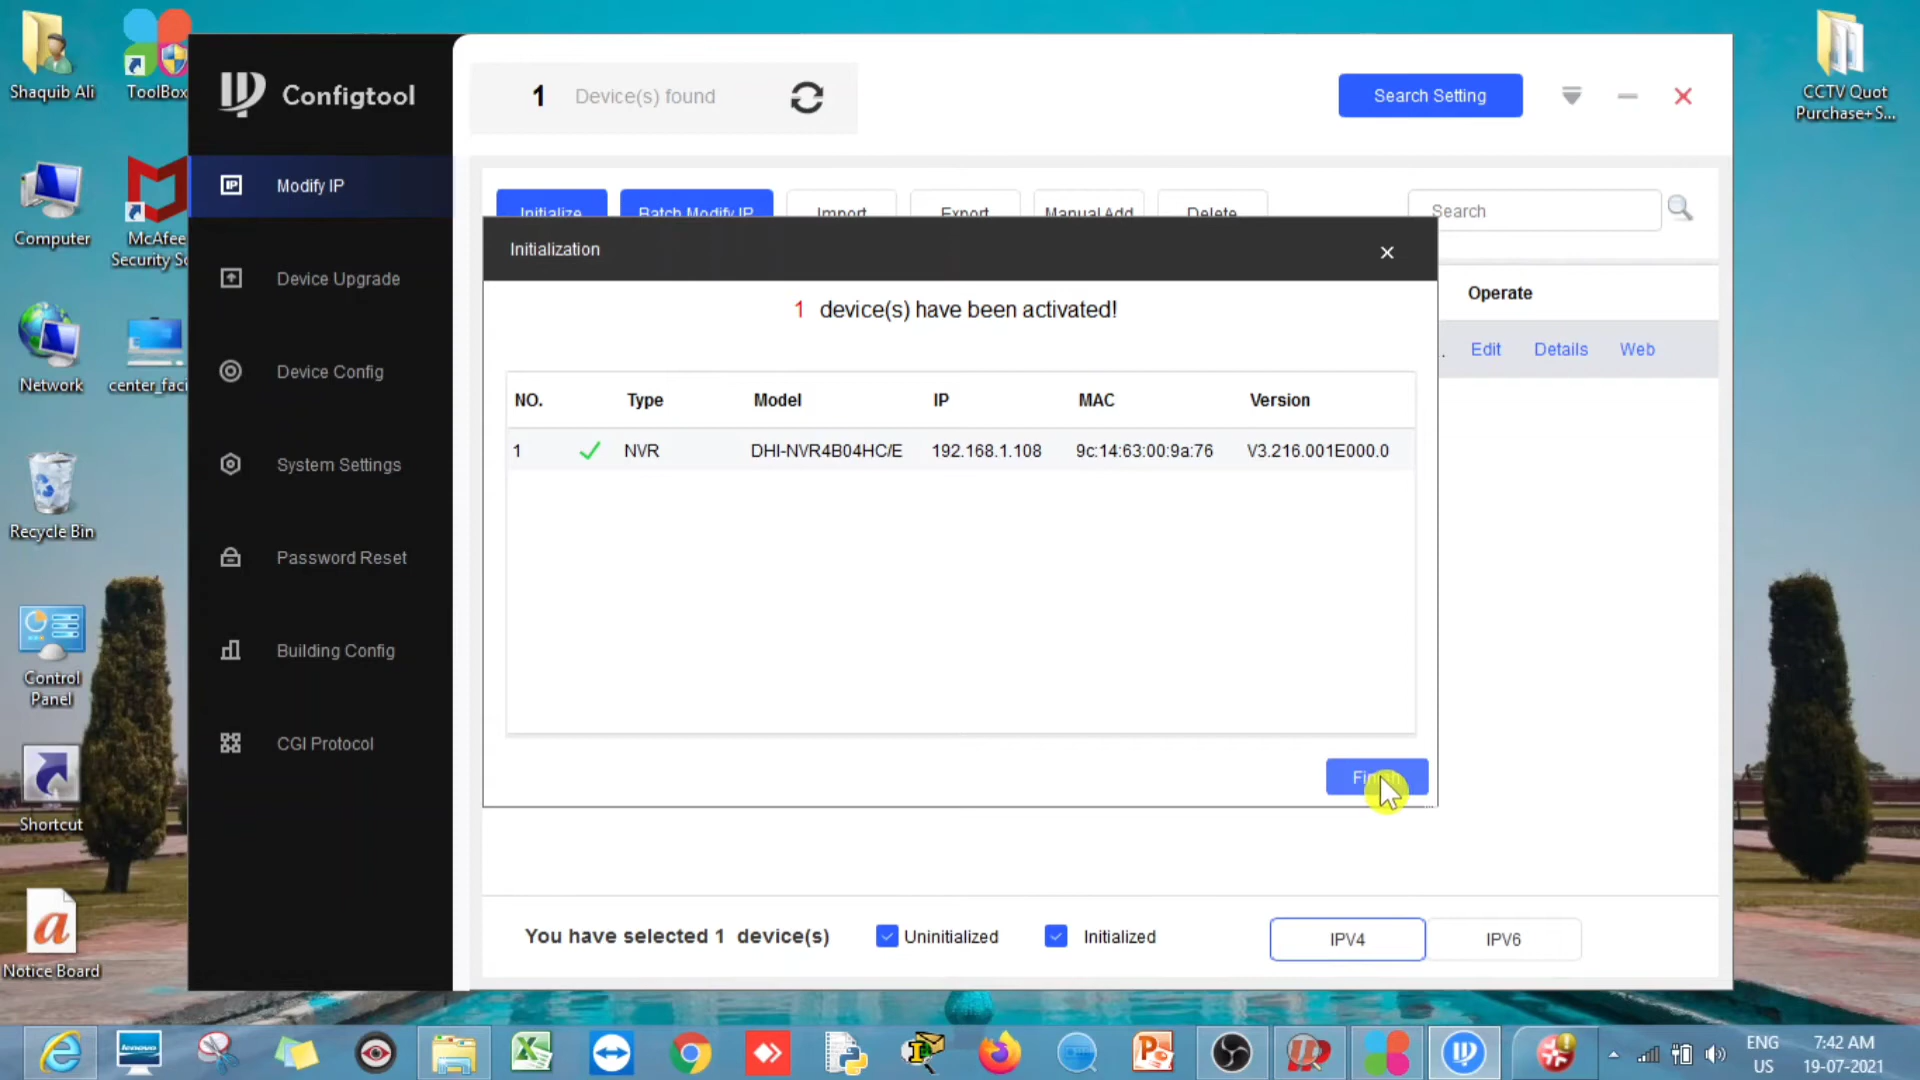 Shaquib Ali
ToolBox
Computer
McAfee
Security Sc
Network
center_faci
Recycle Bin
Control
Panel
Shortcut
Notice Board
CCTV Quot
Purchase+S...
Configtool
Modify IP
Device Upgrade
Device Config
System Settings
Password Reset
Building Config
CGI Protocol
1 Device(s) found
Search Setting
Initialize Batch Modify IP Import Export Manual Add Delete
Search
Operate
Edit Details Web
Initialization
1 device(s) have been activated!
NO. Type Model IP MAC Version
1 NVR DHI-NVR4B04HC/E 192.168.1.108 9c:14:63:00:9a:76 V3.216.001E000.0
You have selected 1 device(s)
Uninitialized
Initialized
IPV4
IPV6
lenovo
ENG
US
7:42 AM
19-07-2021